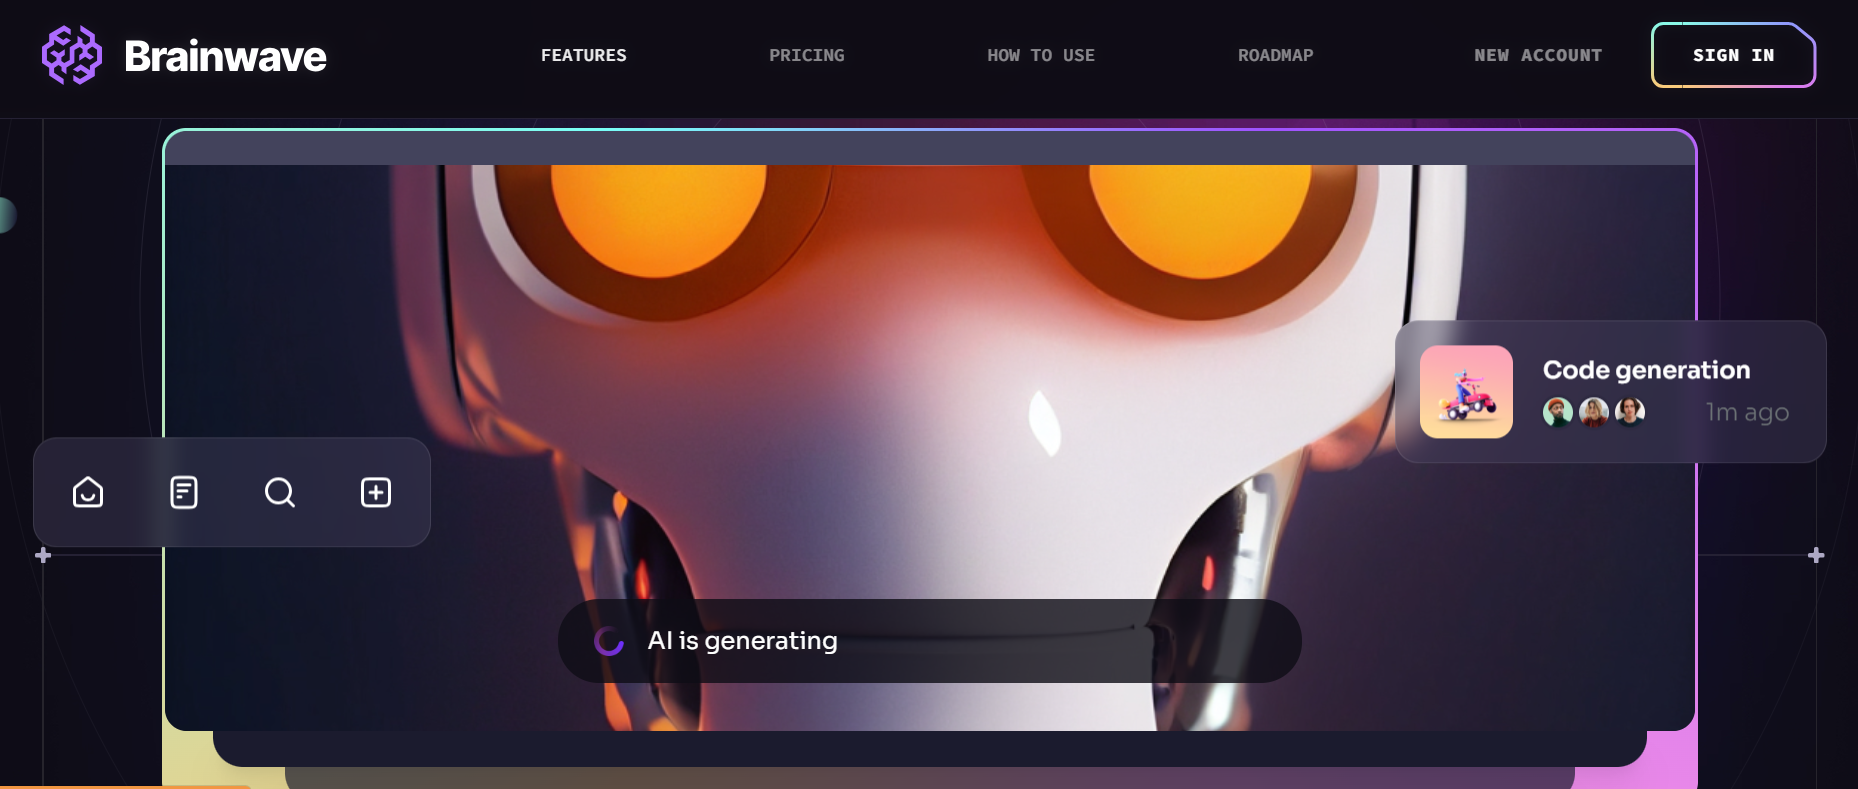 Brainwave
FEATURES
PRICING
HOW TO USE
ROADMAP
NEW ACCOUNT
SIGN IN
Code generation
1m ago
AI is generating